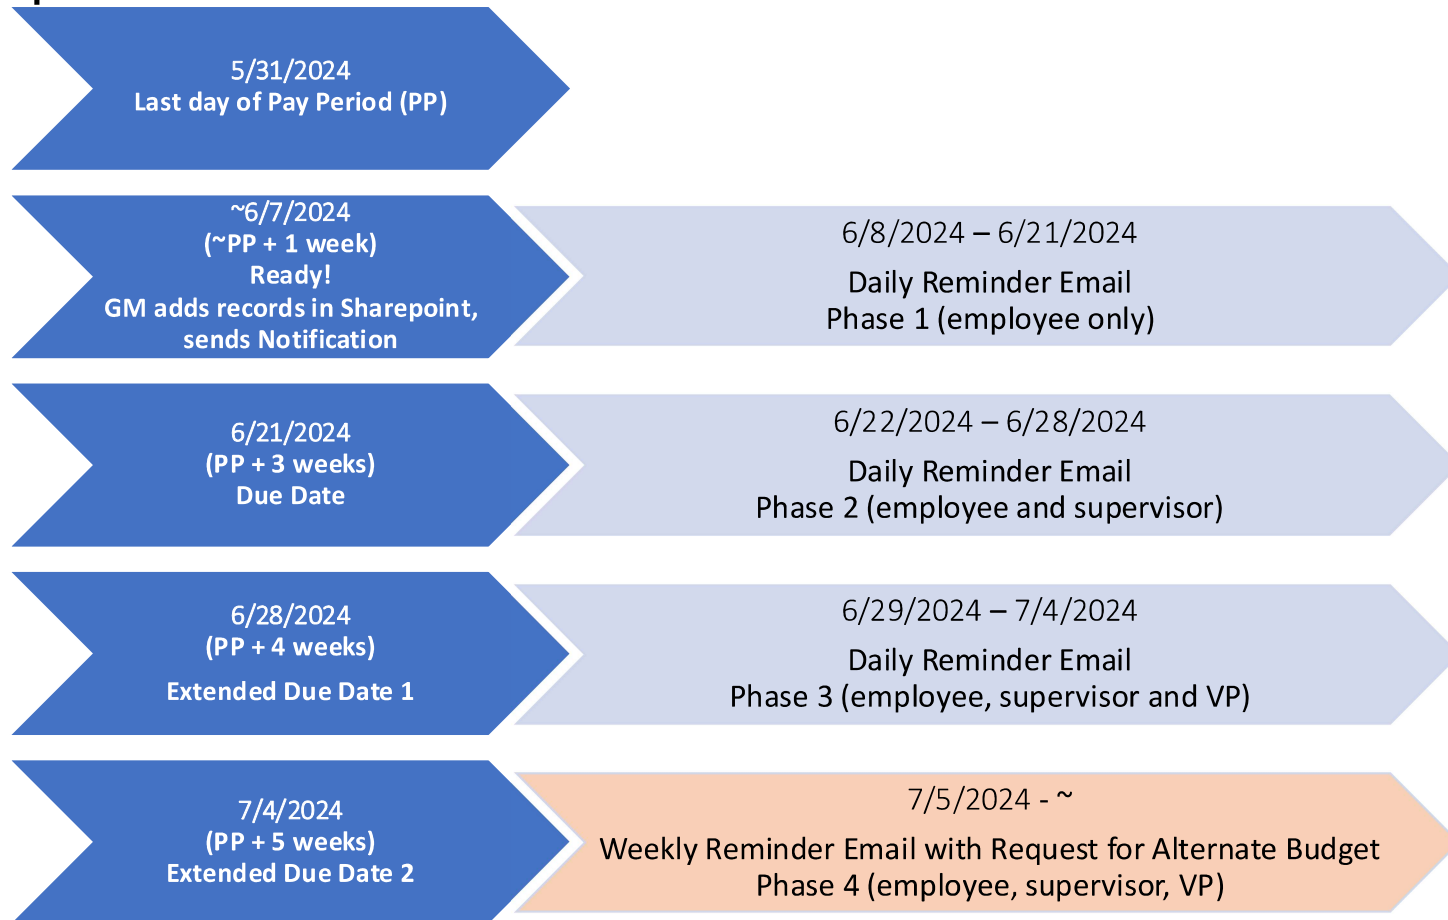 5/31/2024
Last day of Pay Period (PP)
~6/7/2024
(~PP + 1 week)
Ready!
GM adds records in Sharepoint,
sends Notification
6/8/2024 – 6/21/2024
Daily Reminder Email
Phase 1 (employee only)
6/21/2024
(PP + 3 weeks)
Due Date
6/22/2024 – 6/28/2024
Daily Reminder Email
Phase 2 (employee and supervisor)
6/28/2024
(PP + 4 weeks)
Extended Due Date 1
6/29/2024 – 7/4/2024
Daily Reminder Email
Phase 3 (employee, supervisor and VP)
7/4/2024
(PP + 5 weeks)
Extended Due Date 2
7/5/2024 - ~
Weekly Reminder Email with Request for Alternate Budget
Phase 4 (employee, supervisor, VP)